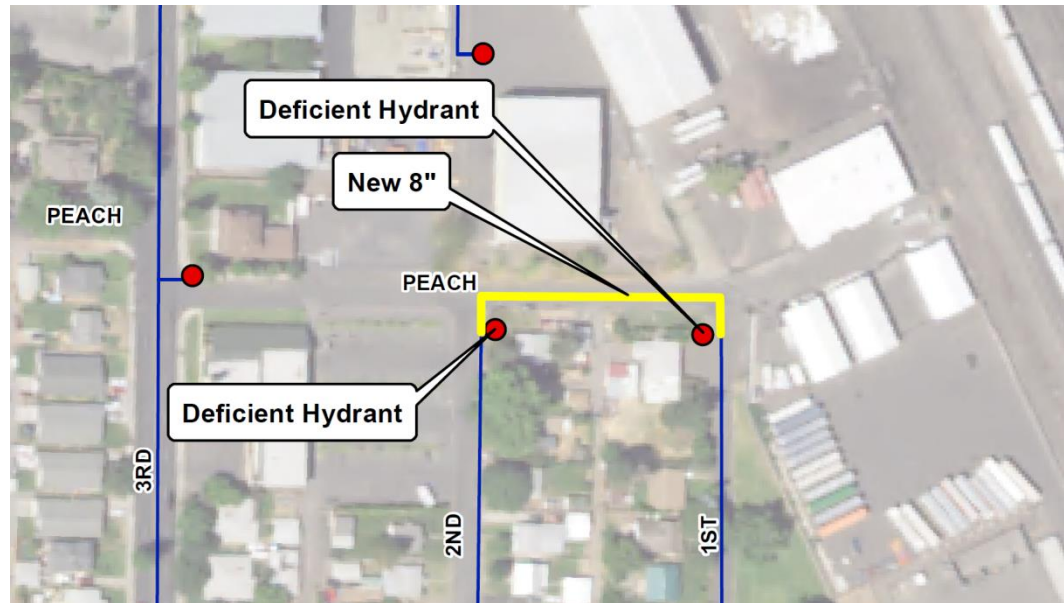 Deficient Hydrant
New 8"
PEACH
PEACH
Deficient Hydrant
3RD
2ND
1ST